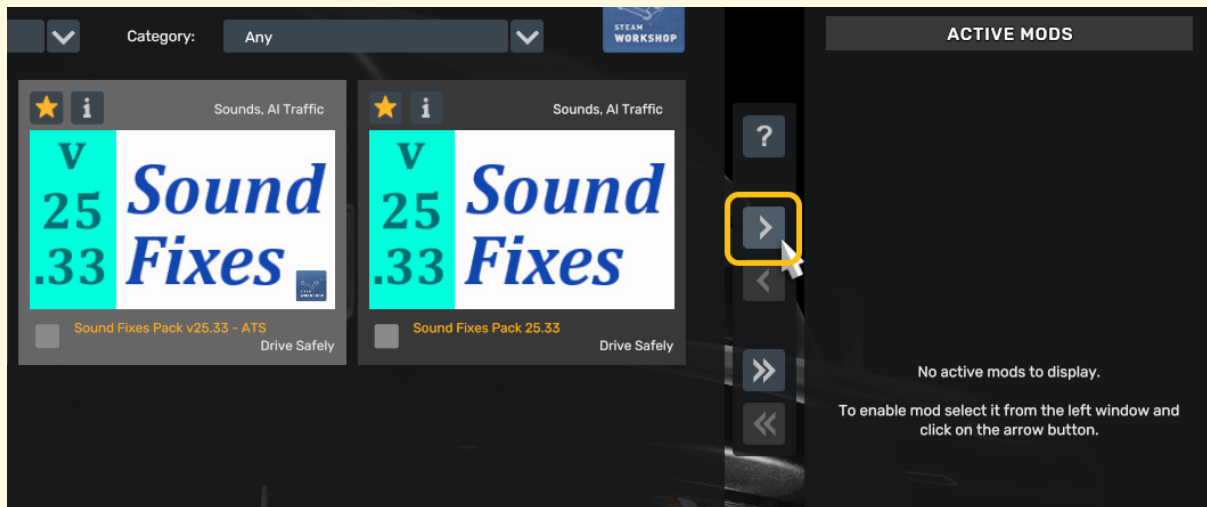 Category:
Any
STEAM
WORKSHOP
ACTIVE MODS
Sounds, AI Traffic
V
25
.33
Sound
Fixes
Sound Fixes Pack v25.33 - ATS
Drive Safely
Sounds, AI Traffic
V
25
.33
Sound
Fixes
Sound Fixes Pack 25.33
Drive Safely
?
No active mods to display.
To enable mod select it from the left window and
click on the arrow button.